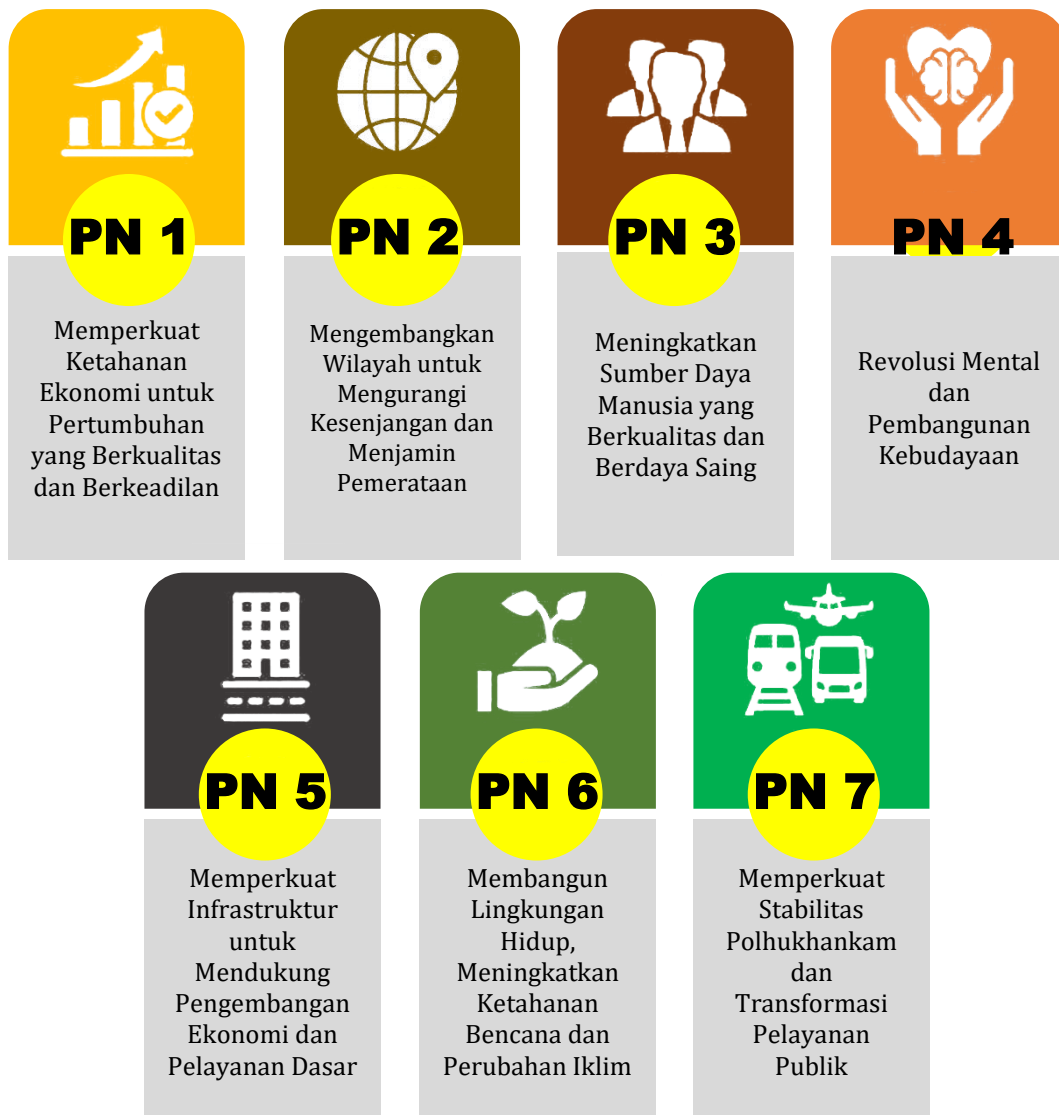 PN 1
Memperkuat
Ketahanan
Ekonomi untuk
Pertumbuhan
yang Berkualitas
dan Berkeadilan
PN 2
Mengembangkan
Wilayah untuk
Mengurangi
Kesenjangan dan
Menjamin
Pemerataan
PN 3
Meningkatkan
Sumber Daya
Manusia yang
Berkualitas dan
Berdaya Saing
PN 4
Revolusi Mental
dan
Pembangunan
Kebudayaan
PN 5
Memperkuat
Infrastruktur
untuk
Mendukung
Pengembangan
Ekonomi dan
Pelayanan Dasar
PN 6
Membangun
Lingkungan
Hidup,
Meningkatkan
Ketahanan
Bencana dan
Perubahan Iklim
PN 7
Memperkuat
Stabilitas
Polhukhankam
dan
Transformasi
Pelayanan
Publik